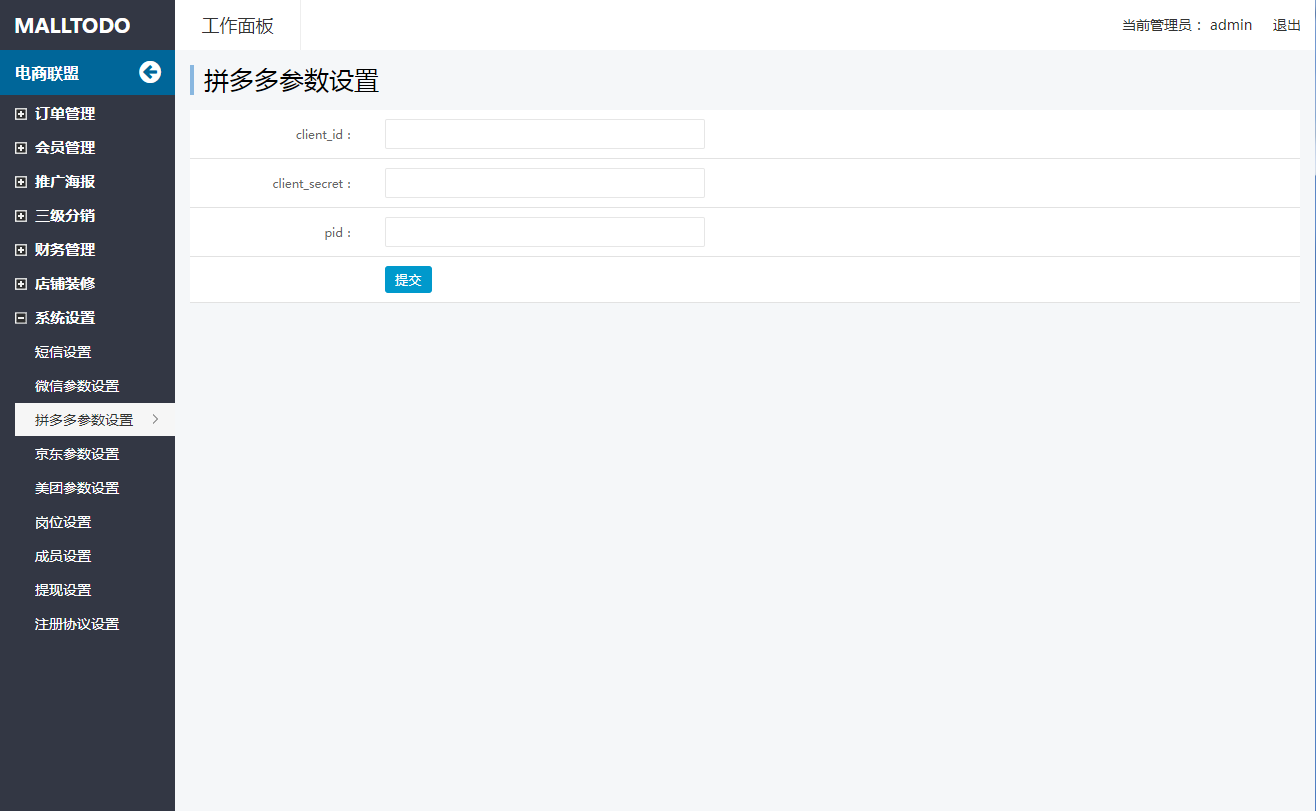 MALLTODO
工作面板
当前管理员： admin 退出
电商联盟
订单管理
会员管理
推广海报
三级分销
财务管理
店铺装修
系统设置
短信设置
微信参数设置
拼多多参数设置
京东参数设置
美团参数设置
岗位设置
成员设置
提现设置
注册协议设置
拼多多参数设置
client_id：
client_secret：
pid：
提交